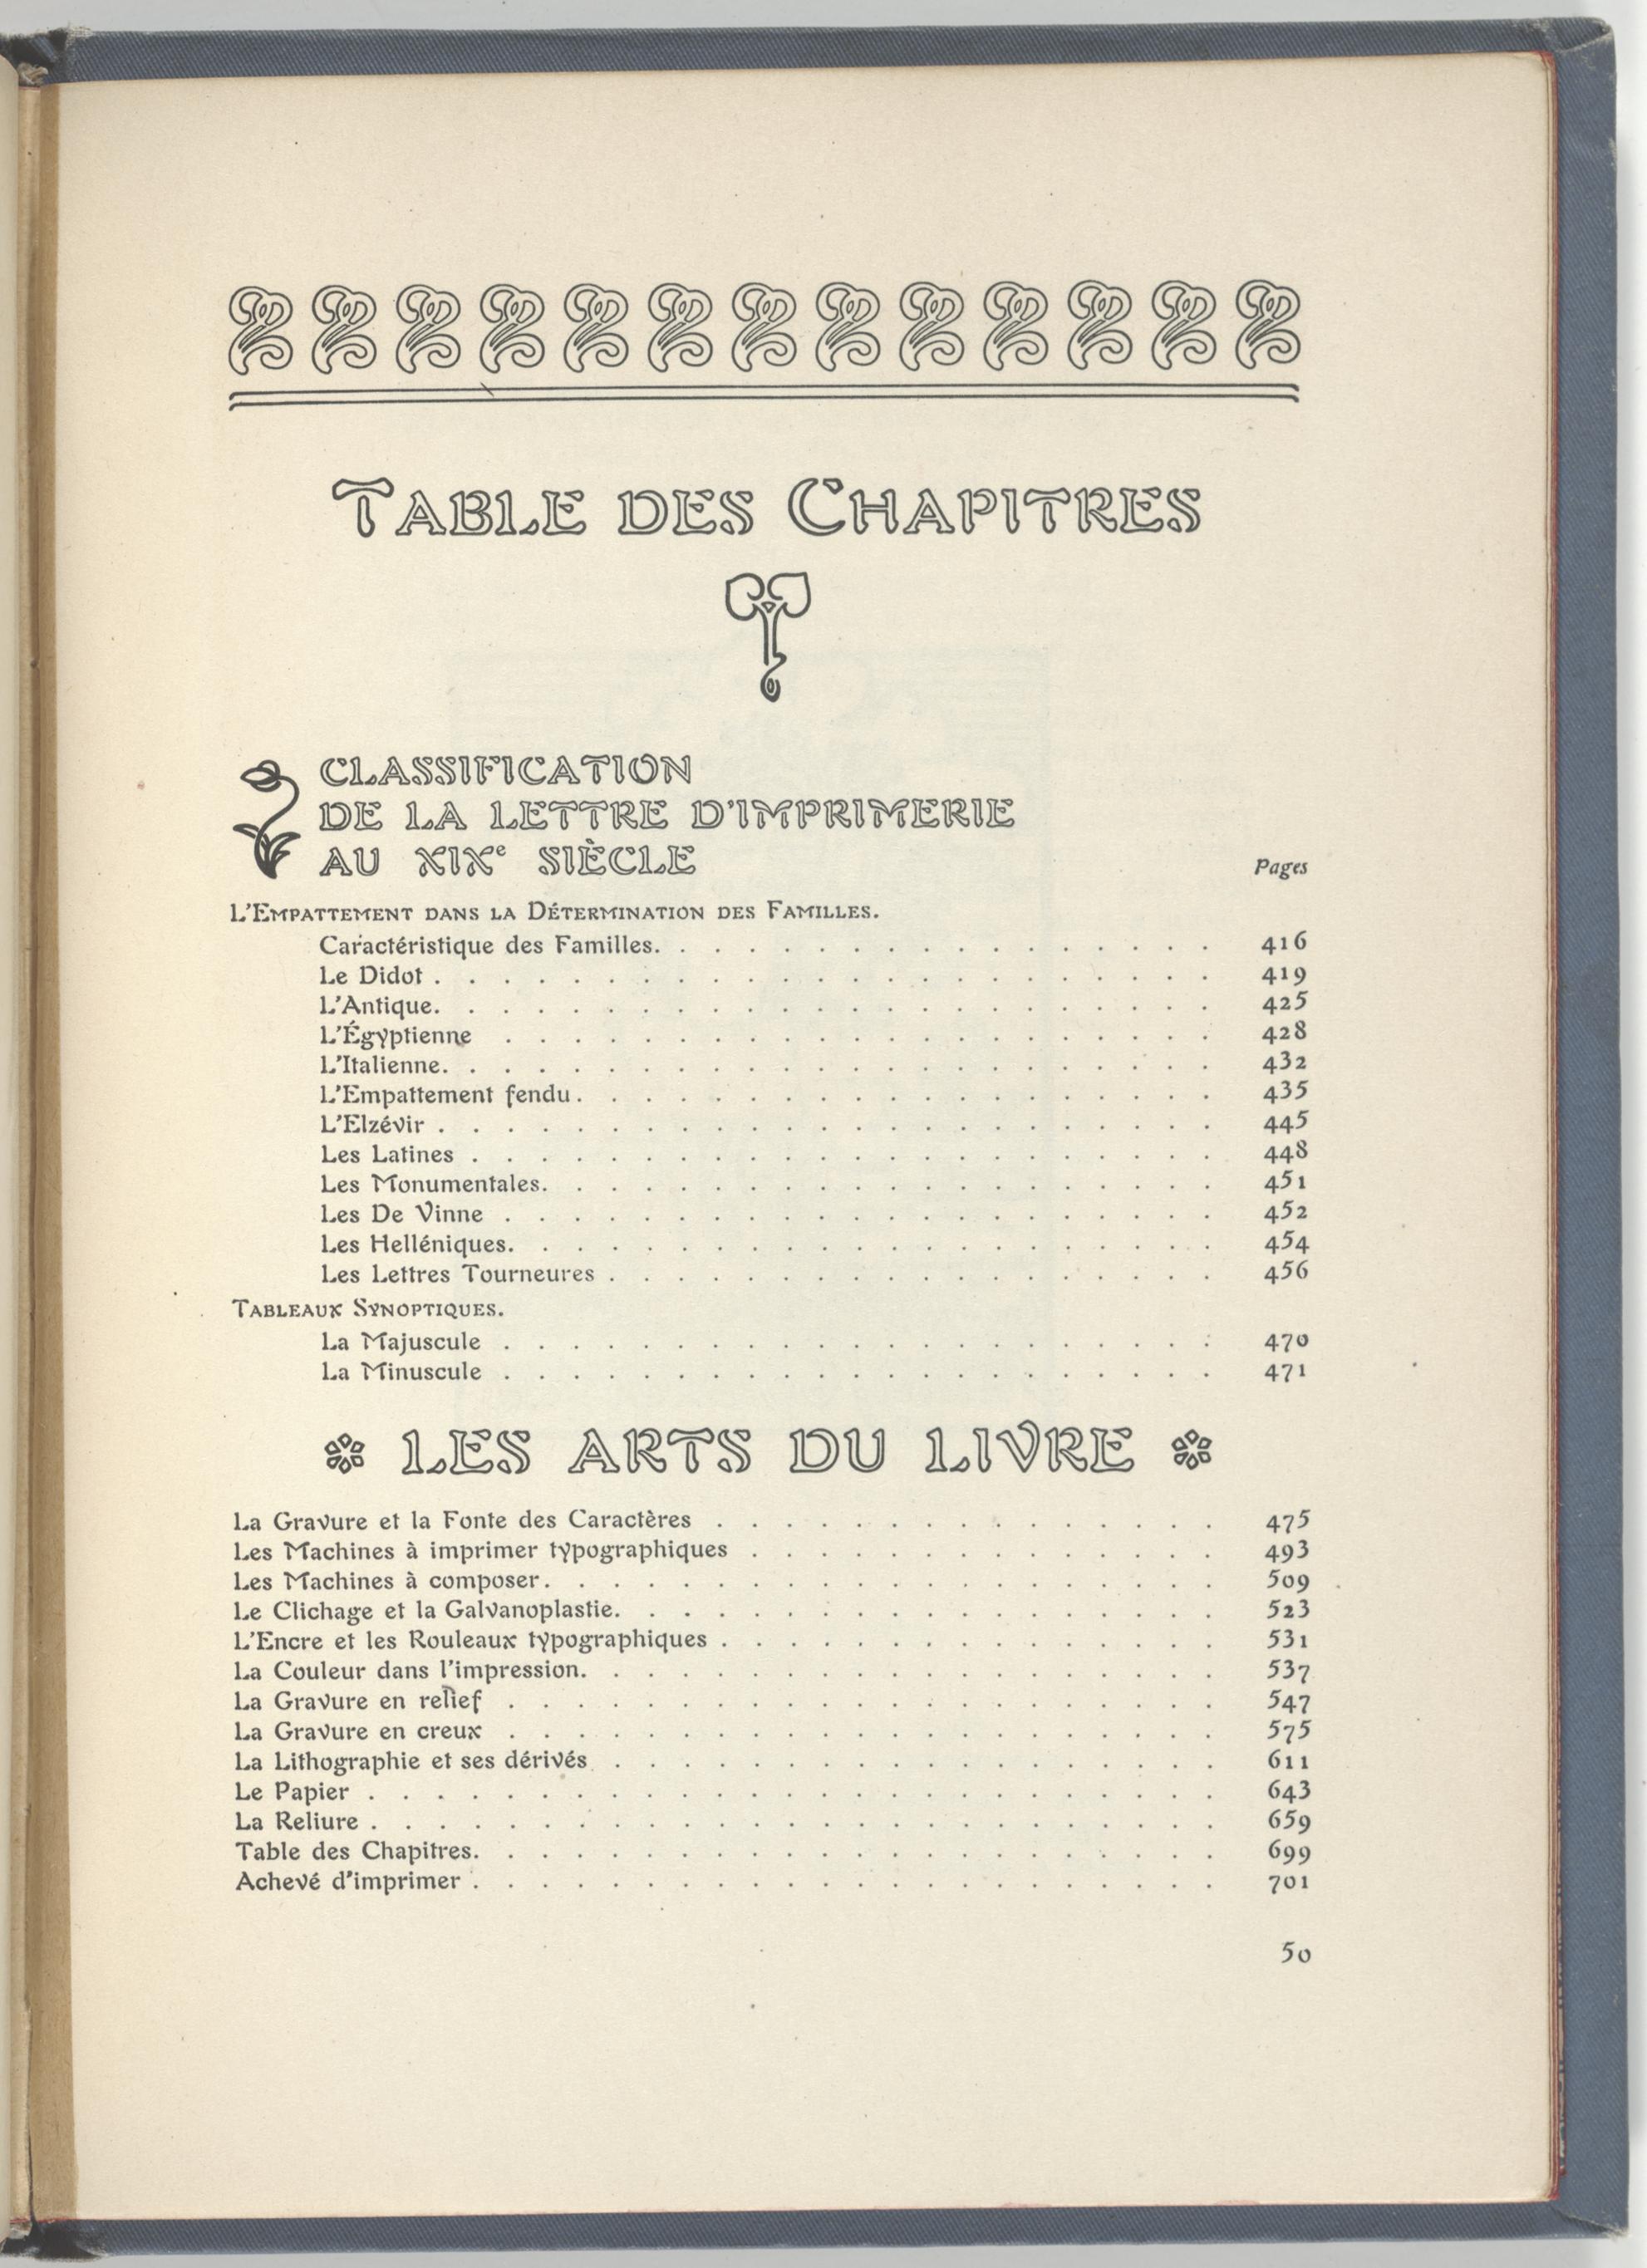 Table des Chapitres
CLASSIFICATION
DE LA LETTRE D'IMPRIMERIE
AU XIXe SIÈCLE
Pages
L'Empattement dans la Détermination des Familles.
Caractéristique des Familles. . . . . . . . . . . . . . . . . 416
Le Didot . . . . . . . . . . . . . . . . . . . . . . . 419
L'Antique. . . . . . . . . . . . . . . . . . . . . . . 425
L'Égyptienne . . . . . . . . . . . . . . . . . . . . . 428
L'Italienne. . . . . . . . . . . . . . . . . . . . . . . 432
L'Empattement fendu. . . . . . . . . . . . . . . . . . . 435
L'Elzévir . . . . . . . . . . . . . . . . . . . . . . . 445
Les Latines . . . . . . . . . . . . . . . . . . . . . . 448
Les Monumentales. . . . . . . . . . . . . . . . . . . . 451
Les De Vinne . . . . . . . . . . . . . . . . . . . . . 452
Les Helléniques. . . . . . . . . . . . . . . . . . . . . 454
Les Lettres Tourneures . . . . . . . . . . . . . . . . . . 456
Tableaux Synoptiques.
La Majuscule . . . . . . . . . . . . . . . . . . . . . 470
La Minuscule . . . . . . . . . . . . . . . . . . . . . 471
LES ARTS DU LIVRE
La Gravure et la Fonte des Caractères . . . . . . . . . . . . . . . 475
Les Machines à imprimer typographiques . . . . . . . . . . . . . . 493
Les Machines à composer. . . . . . . . . . . . . . . . . . . . 509
Le Clichage et la Galvanoplastie. . . . . . . . . . . . . . . . . . 523
L'Encre et les Rouleaux typographiques . . . . . . . . . . . . . . . 531
La Couleur dans l'impression. . . . . . . . . . . . . . . . . . . 537
La Gravure en relief . . . . . . . . . . . . . . . . . . . . . 547
La Gravure en creux . . . . . . . . . . . . . . . . . . . . . 575
La Lithographie et ses dérivés . . . . . . . . . . . . . . . . . . 611
Le Papier . . . . . . . . . . . . . . . . . . . . . . . . . 643
La Reliure . . . . . . . . . . . . . . . . . . . . . . . . . 659
Table des Chapitres. . . . . . . . . . . . . . . . . . . . . . 699
Achevé d'imprimer . . . . . . . . . . . . . . . . . . . . . . 701
50